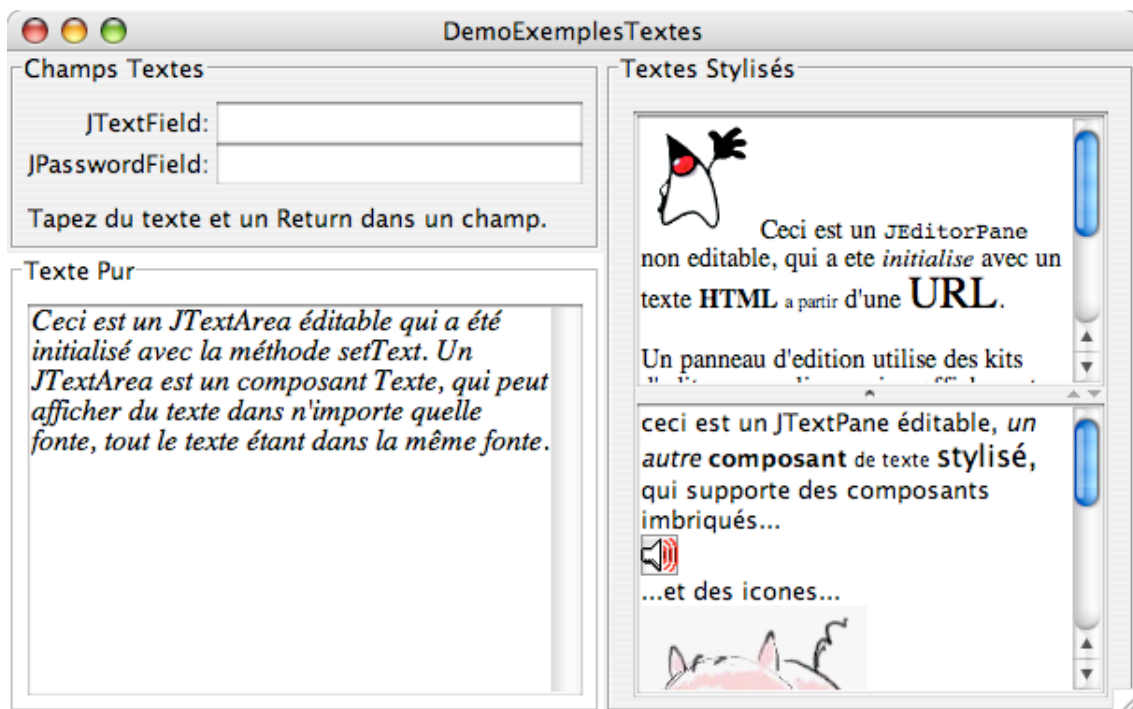 DemoExemplesTextes
Champs Textes
JTextField:
JPasswordField:
Tapez du texte et un Return dans un champ.
Texte Pur
Ceci est un JTextArea éditable qui a été
initialisé avec la méthode setText. Un
JTextArea est un composant Texte, qui peut
afficher du texte dans n'importe quelle
fonte, tout le texte étant dans la même fonte.
Textes Stylisés
Ceci est un JEditorPane
non editable, qui a ete initialise avec un
texte HTML a partir d'une URL.
Un panneau d'edition utilise des kits
ceci est un JTextPane éditable, un
autre composant de texte stylisé,
qui supporte des composants
imbriqués...
...et des icones...